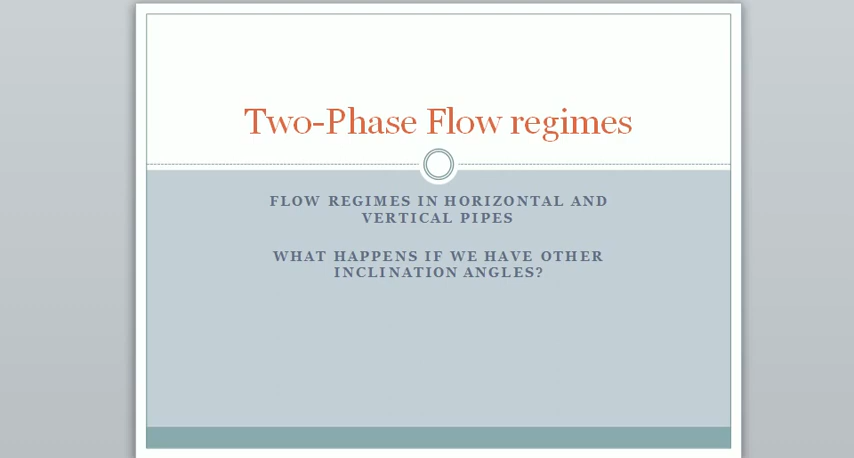 Two-Phase Flow regimes
FLOW REGIMES IN HORIZONTAL AND
VERTICAL PIPES
WHAT HAPPENS IF WE HAVE OTHER
INCLINATION ANGLES?